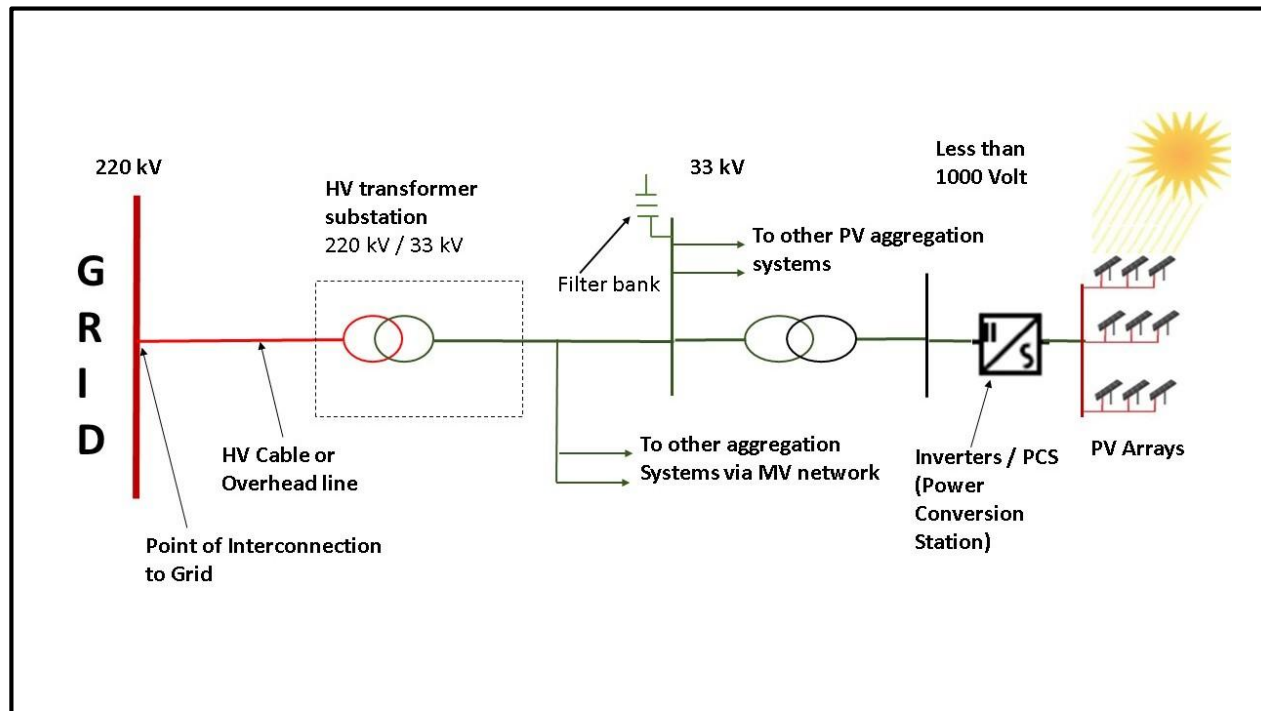 220 kV
GRID
HV transformer
substation
220 kV / 33 kV
Filter bank
33 kV
To other PV aggregation
systems
Less than
1000 Volt
HV Cable or
Overhead line
Point of Interconnection
to Grid
To other aggregation
Systems via MV network
Inverters / PCS
(Power
Conversion
Station)
PV Arrays